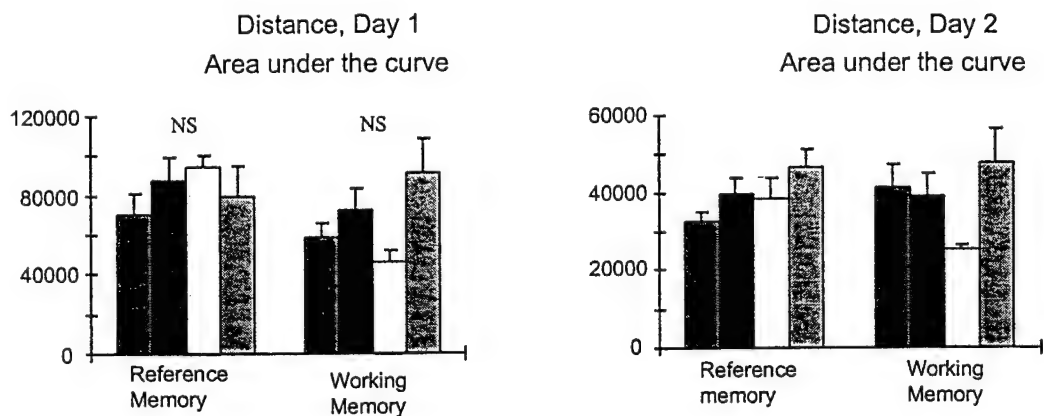 Distance, Day 1
Area under the curve
120000
80000
40000
0
NS
NS
Reference
Memory
Working
Memory
Distance, Day 2
Area under the curve
60000
40000
20000
0
Reference
memory
Working
Memory